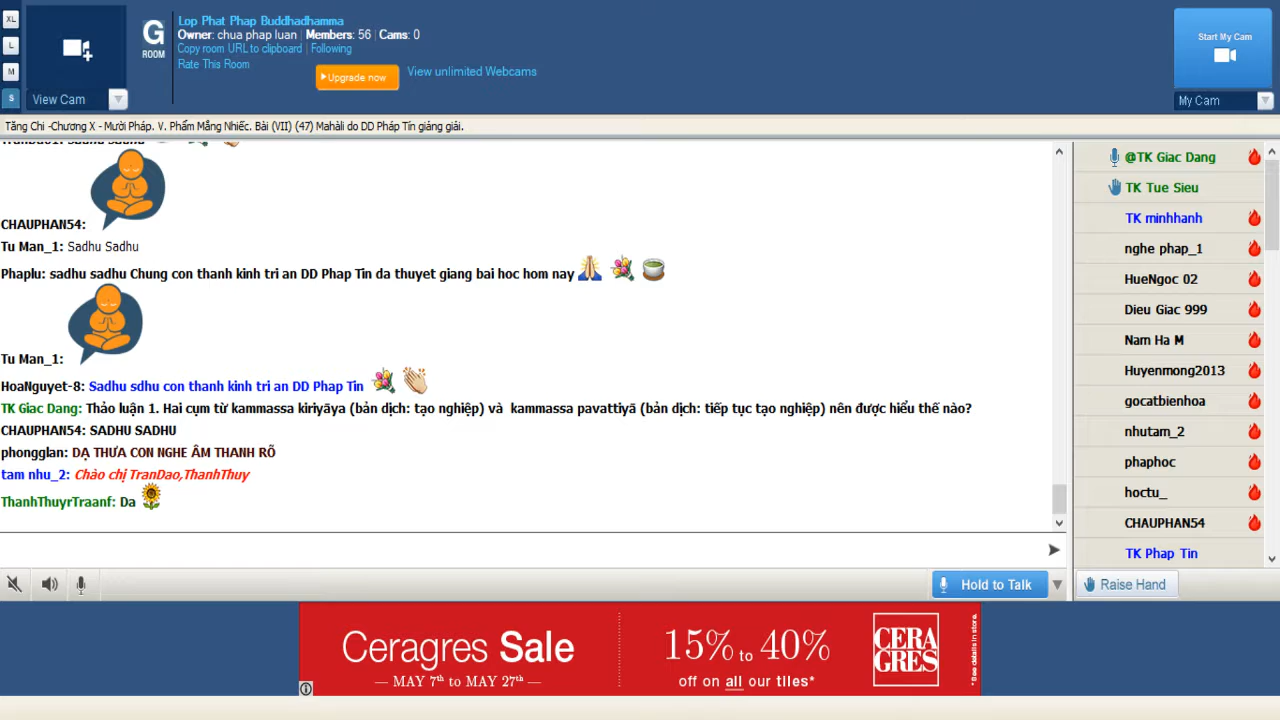 XL
L
M
S
View Cam
G
ROOM
Lop Phat Phap Buddhadhamma
Owner: chua phap luan | Members: 56 | Cams: 0
Copy room URL to clipboard | Following
Rate This Room
Upgrade now
View unlimited Webcams
Start My Cam
My Cam
Tăng Chi -Chương X - Mười Pháp. V. Phẩm Mắng Nhiếc. Bài (VII) (47) Mahàli do DD Pháp Tín giảng giải.
CHAUPHAN54:
Tu Man_1: Sadhu Sadhu
Phaplu: sadhu sadhu Chung con thanh kinh tri an DD Phap Tin da thuyet giang bai hoc hom nay
Tu Man_1:
HoaNguyet-8: Sadhu sdhu con thanh kinh tri an DD Phap Tin
TK Giac Dang: Thảo luận 1. Hai cụm từ kammassa kiriyāya (bản dịch: tạo nghiệp) và kammassa pavattiyā (bản dịch: tiếp tục tạo nghiệp) nên được hiểu thế nào?
CHAUPHAN54: SADHU SADHU
phongglan: DẠ THƯA CON NGHE ÂM THANH RÕ
tam nhu_2: Chào chị TranDao,ThanhThuy
ThanhThuyrTraanf: Da
@TK Giac Dang
TK Tue Sieu
TK minhhanh
nghe phap_1
HueNgoc 02
Dieu Giac 999
Nam Ha M
Huyenmong2013
gocatbienhoa
nhutam_2
phaphoc
hoctu_
CHAUPHAN54
TK Phap Tin
Hold to Talk
Raise Hand
Ceragres Sale
— MAY 7th to MAY 27th —
15% to 40%
off on all our tiles*
CERA
GRES
*See details in store.